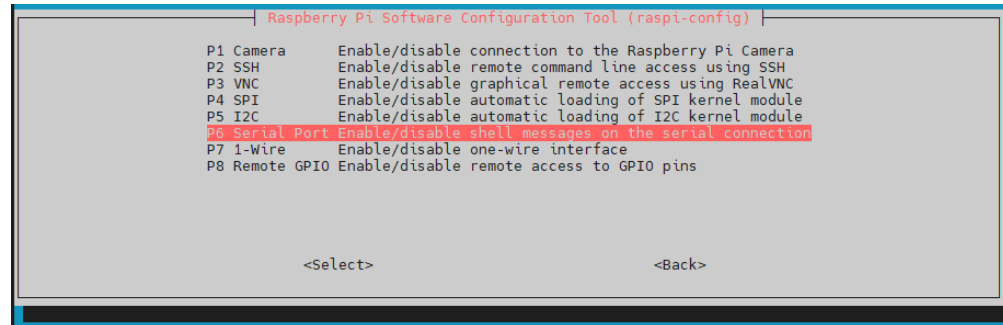 Raspberry Pi Software Configuration Tool (raspi-config)
P1 Camera Enable/disable connection to the Raspberry Pi Camera
P2 SSH Enable/disable remote command line access using SSH
P3 VNC Enable/disable graphical remote access using RealVNC
P4 SPI Enable/disable automatic loading of SPI kernel module
P5 I2C Enable/disable automatic loading of I2C kernel module
P6 Serial Port Enable/disable shell messages on the serial connection
P7 1-Wire Enable/disable one-wire interface
P8 Remote GPIO Enable/disable remote access to GPIO pins
<Select> <Back>